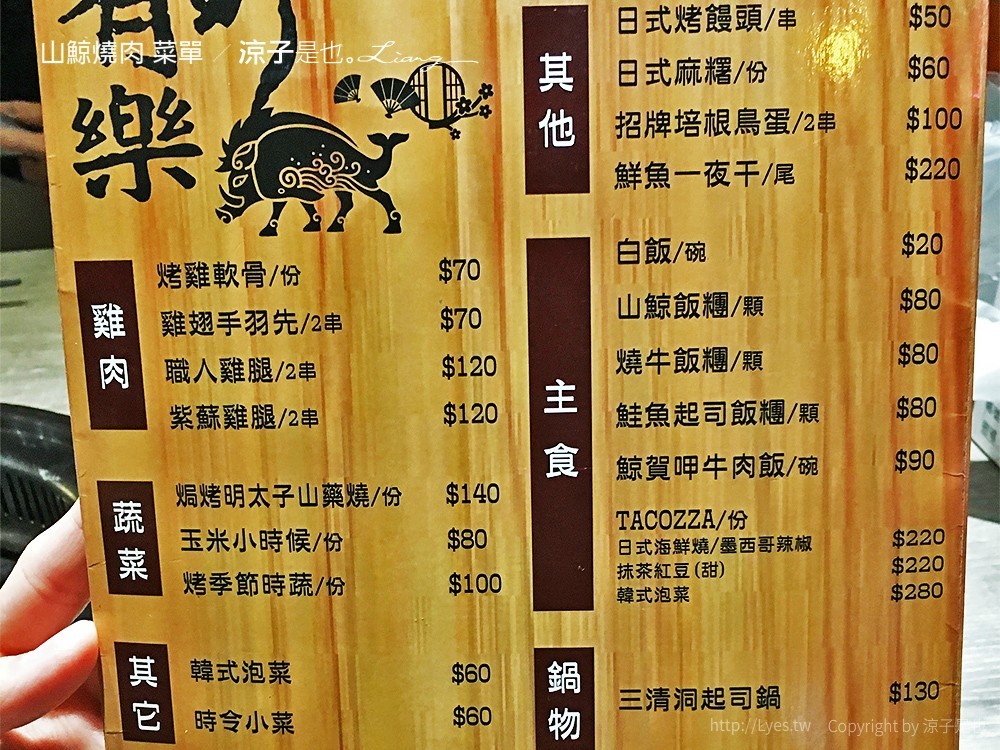 山鯨燒肉 菜單 / 涼子是也。Liang
樂
雞肉
烤雞軟骨/份 $70
雞翅手羽先/2串 $70
職人雞腿/2串 $120
紫蘇雞腿/2串 $120
蔬菜
焗烤明太子山藥燒/份 $140
玉米小時候/份 $80
烤季節時蔬/份 $100
其它
韓式泡菜 $60
時令小菜 $60
其他
日式烤饅頭/串 $50
日式麻糬/份 $60
招牌培根鳥蛋/2串 $100
鮮魚一夜干/尾 $220
主食
白飯/碗 $20
山鯨飯糰/顆 $80
燒牛飯糰/顆 $80
鮭魚起司飯糰/顆 $80
鯨賀呷牛肉飯/碗 $90
TACOZZA/份
日式海鮮燒/墨西哥辣椒 $220
抹茶紅豆(甜) $220
韓式泡菜 $280
鍋物
三清洞起司鍋 $130
http://Lyes.tw Copyright by 涼子是也